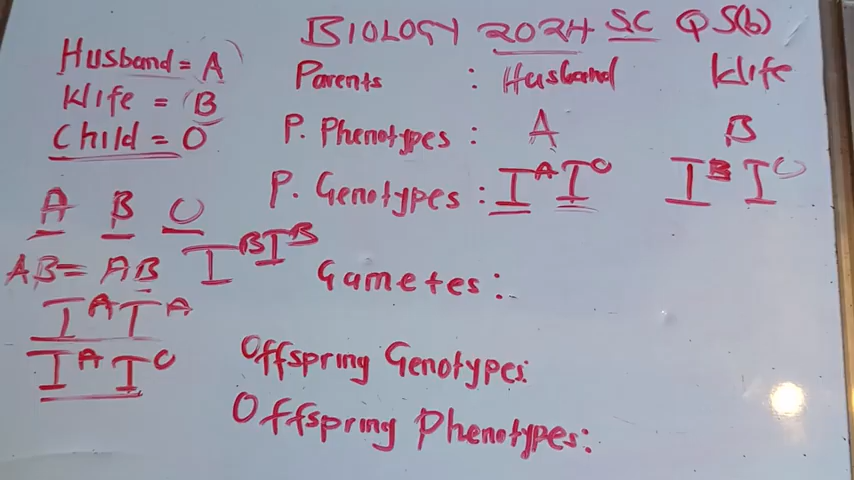 BIOLOGY 2024 SC Q5(b)
Husband = A
Wife = B
Child = O
A B O
AB = AB IᴮIᴮ
IᴬIᴬ
IᴬIᴼ
Parents : Husband Wife
P. Phenotypes : A B
P. Genotypes : IᴬIᴼ IᴮIᴼ
Gametes :
Offspring Genotypes:
Offspring Phenotypes: